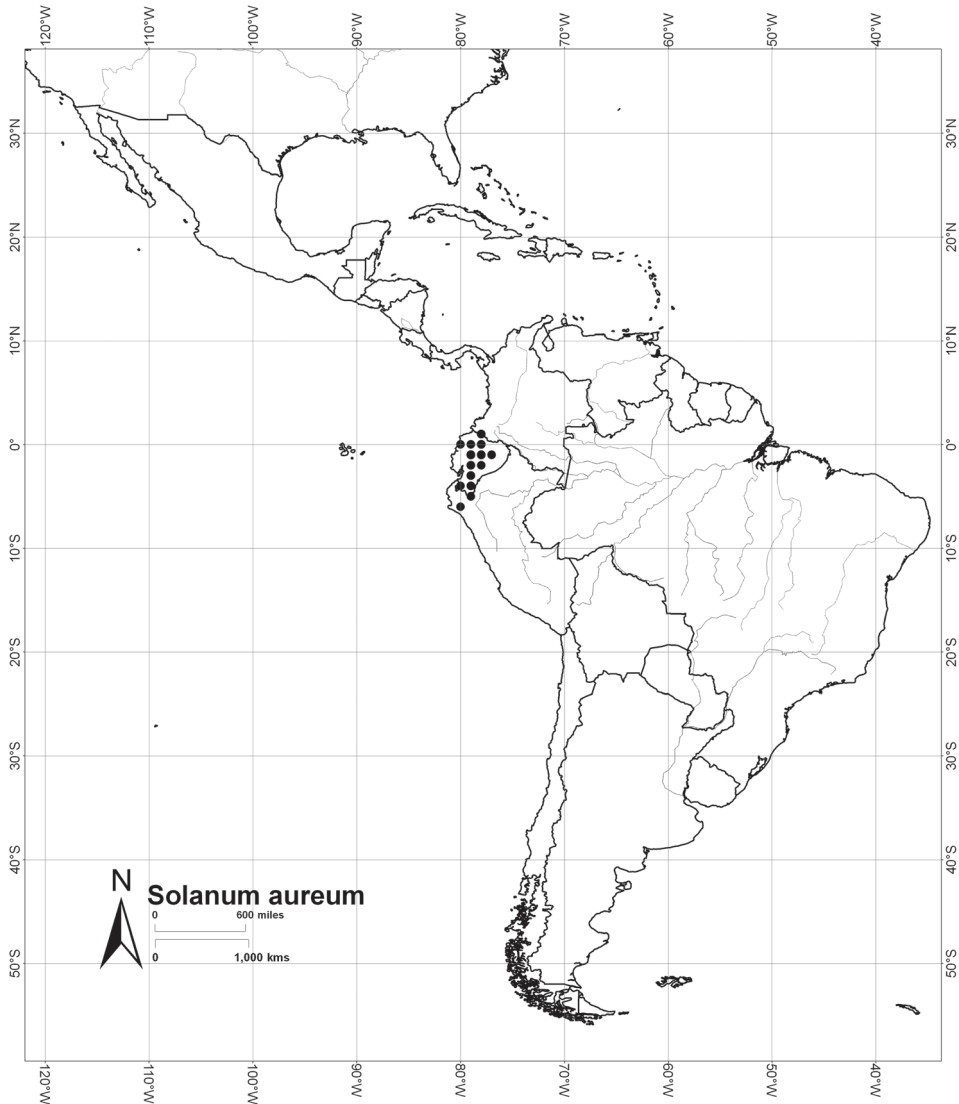 120°W 110°W 100°W 90°W 80°W 70°W 60°W 50°W 40°W
30°N 30°N
20°N 20°N
10°N 10°N
0° 0°
10°S 10°S
20°S 20°S
30°S 30°S
40°S 40°S
N
Solanum aureum
0 600 miles
0 1,000 kms
50°S 50°S
120°W 110°W 100°W 90°W 80°W 70°W 60°W 50°W 40°W